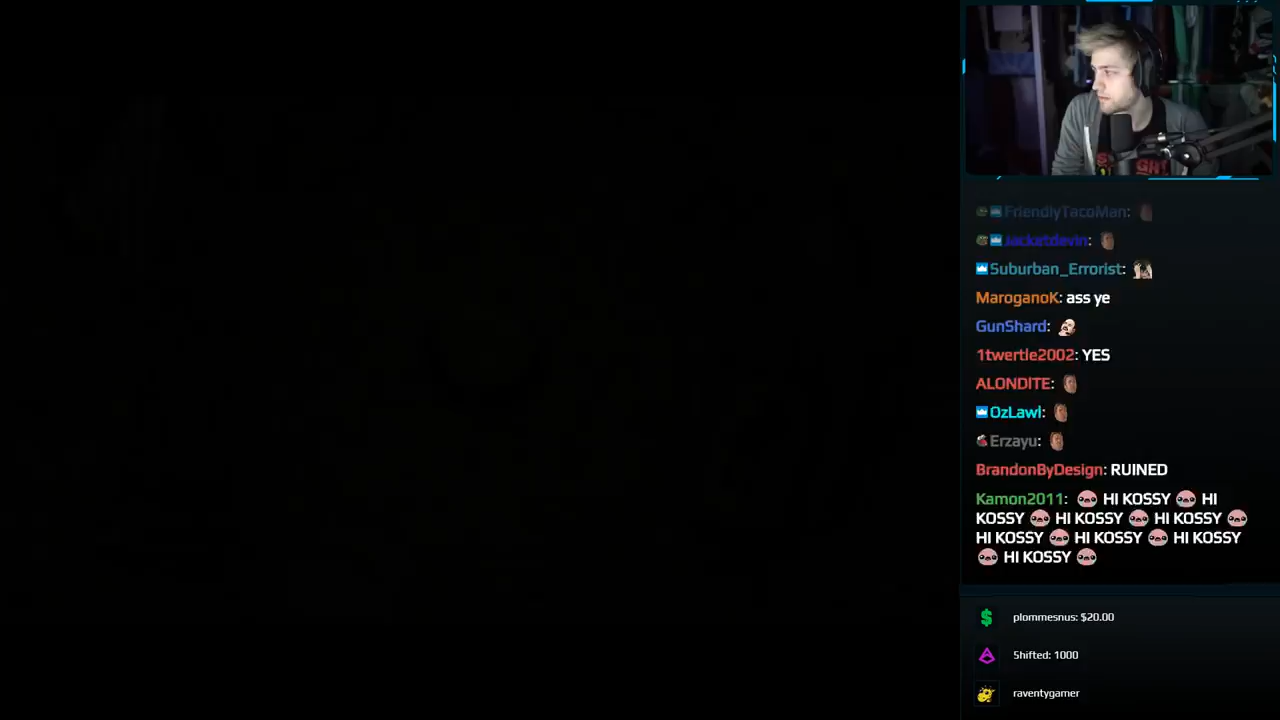 FriendlyTacoMan:
Jackatdevin:
Suburban_Errorist:
MaroganoK: ass ye
GunShard:
1twertle2002: YES
ALONDITE:
OzLawl:
Erzayu:
BrandonByDesign: RUINED
Kamon2011: HI KOSSY HI
KOSSY HI KOSSY HI KOSSY
HI KOSSY HI KOSSY HI KOSSY
HI KOSSY
plommesnus: $20.00
Shifted: 1000
raventygamer